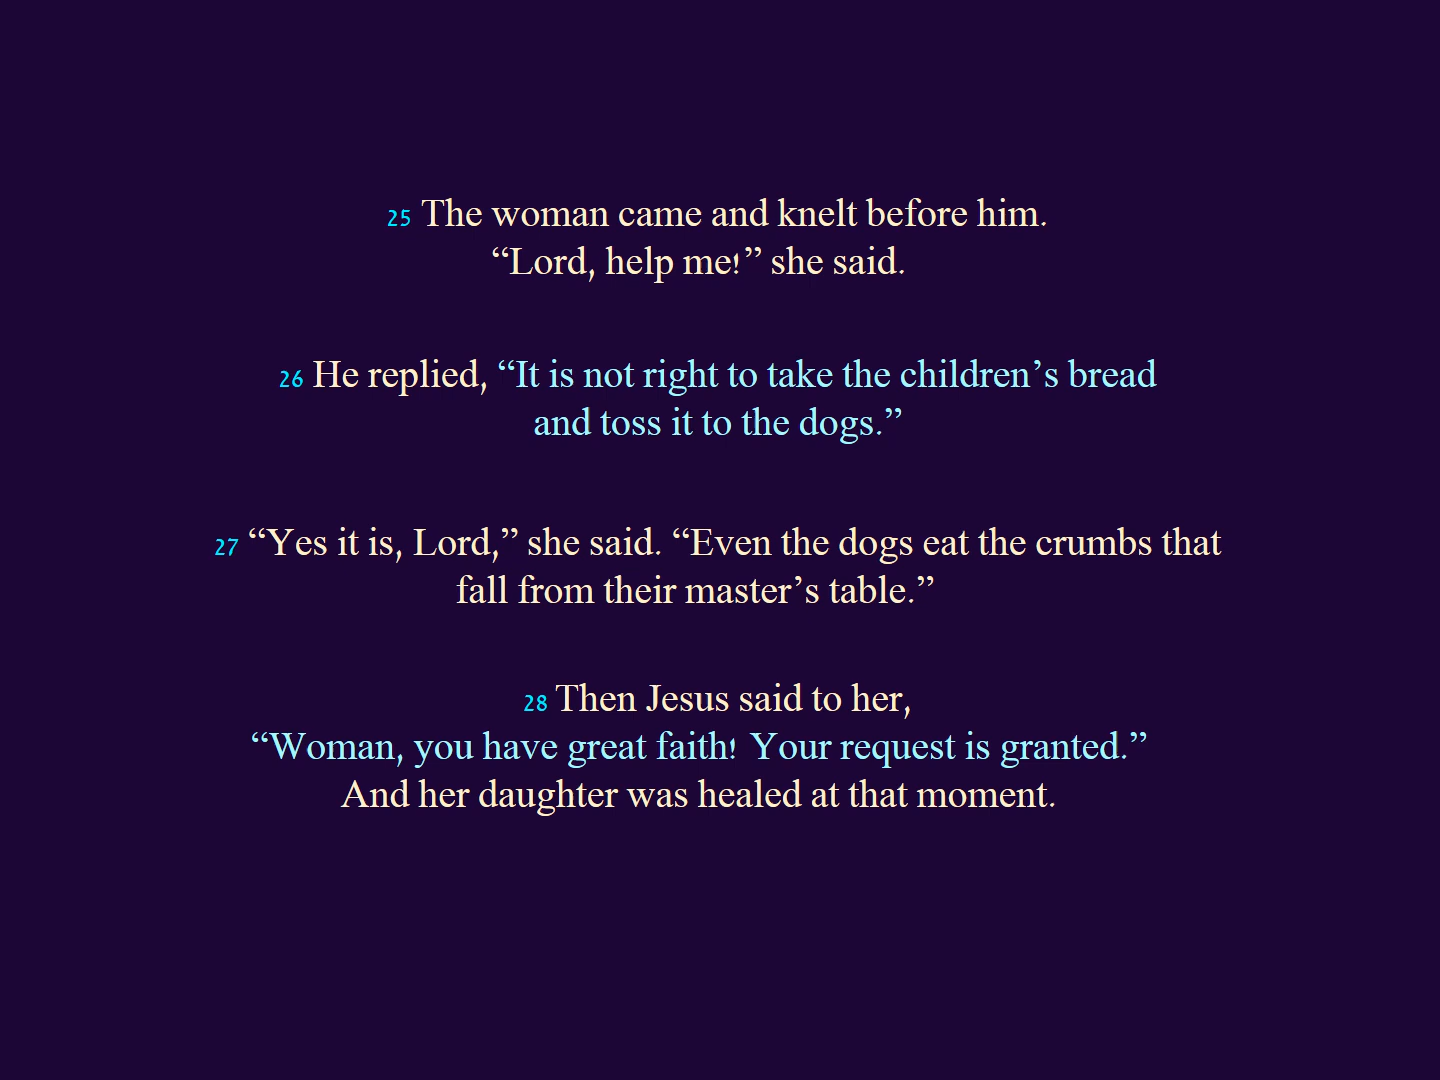 25 The woman came and knelt before him.
“Lord, help me!” she said.
26 He replied, “It is not right to take the children’s bread
and toss it to the dogs.”
27 “Yes it is, Lord,” she said. “Even the dogs eat the crumbs that
fall from their master’s table.”
28 Then Jesus said to her,
“Woman, you have great faith! Your request is granted.”
And her daughter was healed at that moment.